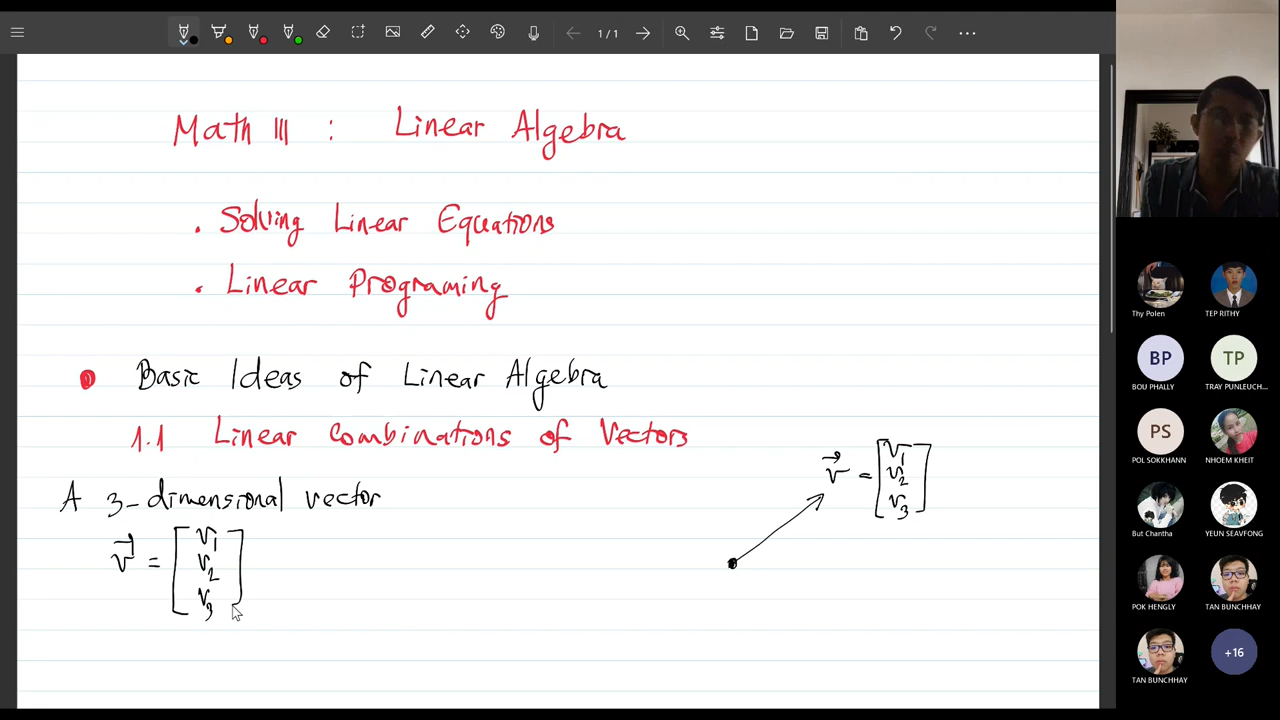 1/1
Math III : Linear Algebra
. Solving Linear Equations
. Linear Programing
Basic Ideas of Linear Algebra
1.1 Linear Combinations of Vectors
A 3-dimensional vector
v⃗ = [v₁ v₂ v₃]
v⃗ = [v₁ v₂ v₃]
Thy Polen
TEP RITHY
BP
TP
BOU PHALLY
TRAY PUNLEUCH...
PS
POL SOKKHANN
NHOEM KHEIT
But Chantha
YEUN SEAVFONG
POK HENGLY
TAN BUNCHHAY
+16
TAN BUNCHHAY